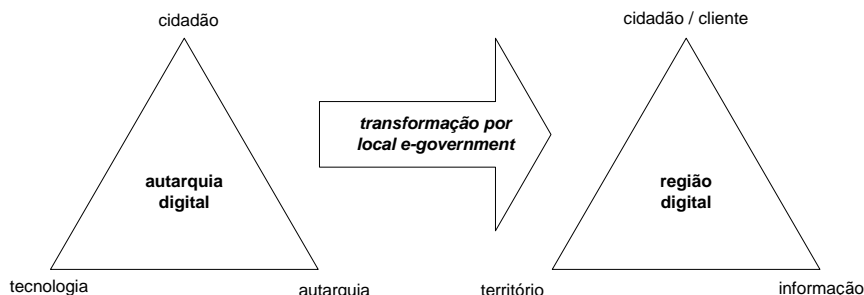 cidadão
cidadão / cliente
transformação por
local e-government
autarquia
digital
região
digital
tecnologia
autarquia
território
informação